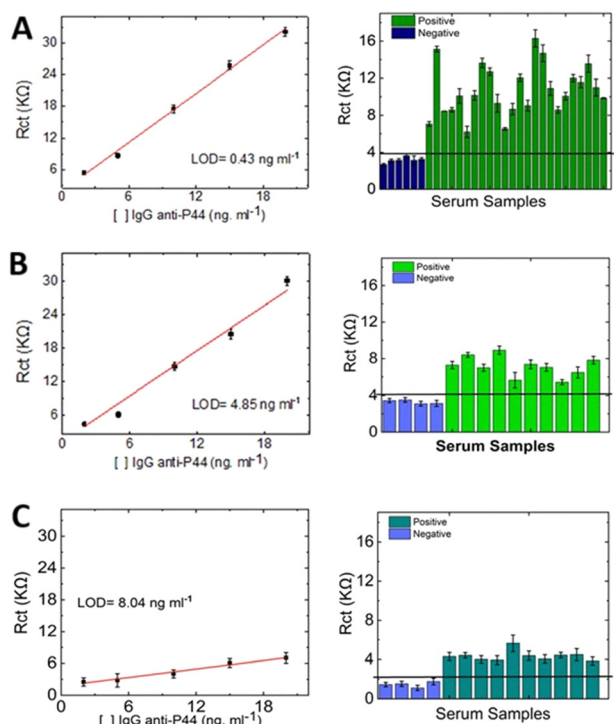 A
Rct (KΩ)
30
24
18
12
6
LOD= 0.43 ng ml-1
0 6 12 18
[ ] IgG anti-P44 (ng. ml-1)
Positive
Negative
16
12
8
4
0
Serum Samples
B
Rct (KΩ)
30
24
18
12
6
LOD= 4.85 ng ml-1
0 6 12 18
[ ] IgG anti-P44 (ng. ml-1)
Positive
Negative
Rct (KΩ)
16
12
8
4
0
Serum Samples
C
Rct (KΩ)
30
24
18
12
6
0
LOD= 8.04 ng ml-1
0 6 12 18
[ ] IgG anti-P44 (ng. ml-1)
Positive
Negative
Rct (KΩ)
16
12
8
4
0
Serum Samples